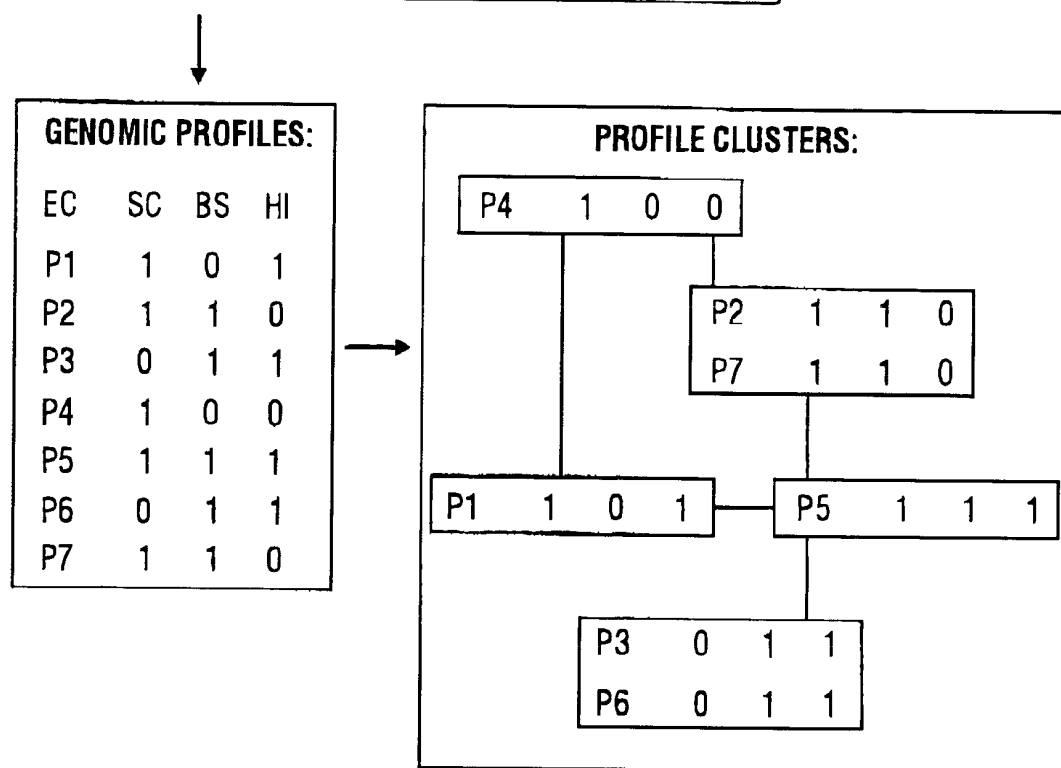 GENOMIC PROFILES:
EC SC BS HI
P1 1 0 1
P2 1 1 0
P3 0 1 1
P4 1 0 0
P5 1 1 1
P6 0 1 1
P7 1 1 0
PROFILE CLUSTERS:
P4 1 0 0
P2 1 1 0
P7 1 1 0
P1 1 0 1
P5 1 1 1
P3 0 1 1
P6 0 1 1